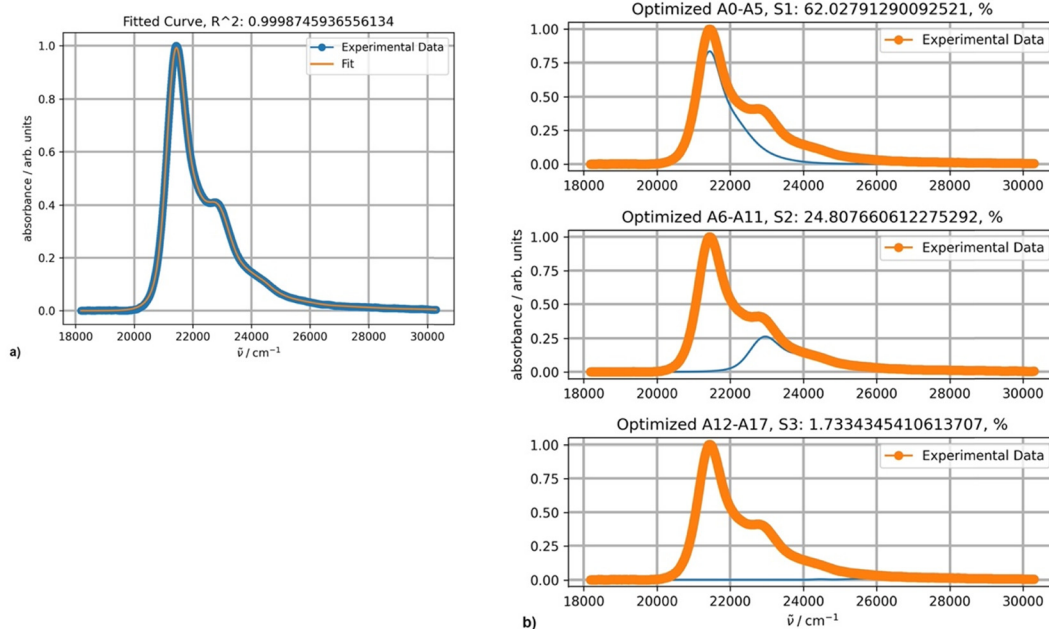 Fitted Curve, R^2: 0.9998745936556134
Experimental Data
Fit
absorbance / arb. units
1.0
0.8
0.6
0.4
0.2
0.0
18000 20000 22000 24000 26000 28000 30000
ṽ / cm⁻¹
a)
Optimized A0-A5, S1: 62.02791290092521, %
Experimental Data
1.00
0.75
0.50
0.25
0.00
18000 20000 22000 24000 26000 28000 30000
Optimized A6-A11, S2: 24.807660612275292, %
Experimental Data
absorbance / arb. units
1.00
0.75
0.50
0.25
0.00
18000 20000 22000 24000 26000 28000 30000
Optimized A12-A17, S3: 1.7334345410613707, %
Experimental Data
1.00
0.75
0.50
0.25
0.00
18000 20000 22000 24000 26000 28000 30000
ṽ / cm⁻¹
b)